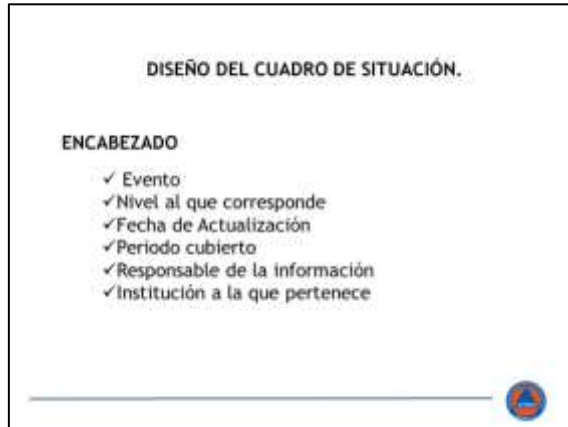 DISEÑO DEL CUADRO DE SITUACIÓN.
ENCABEZADO
✓ Evento
✓Nivel al que corresponde
✓Fecha de Actualización
✓Periodo cubierto
✓Responsable de la información
✓Institución a la que pertenece